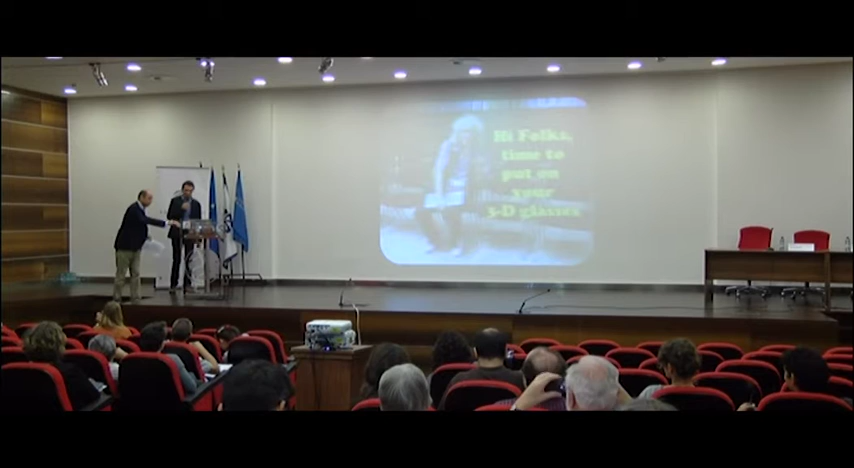 Hi Folks,
time to
put on
your
3-D glasses